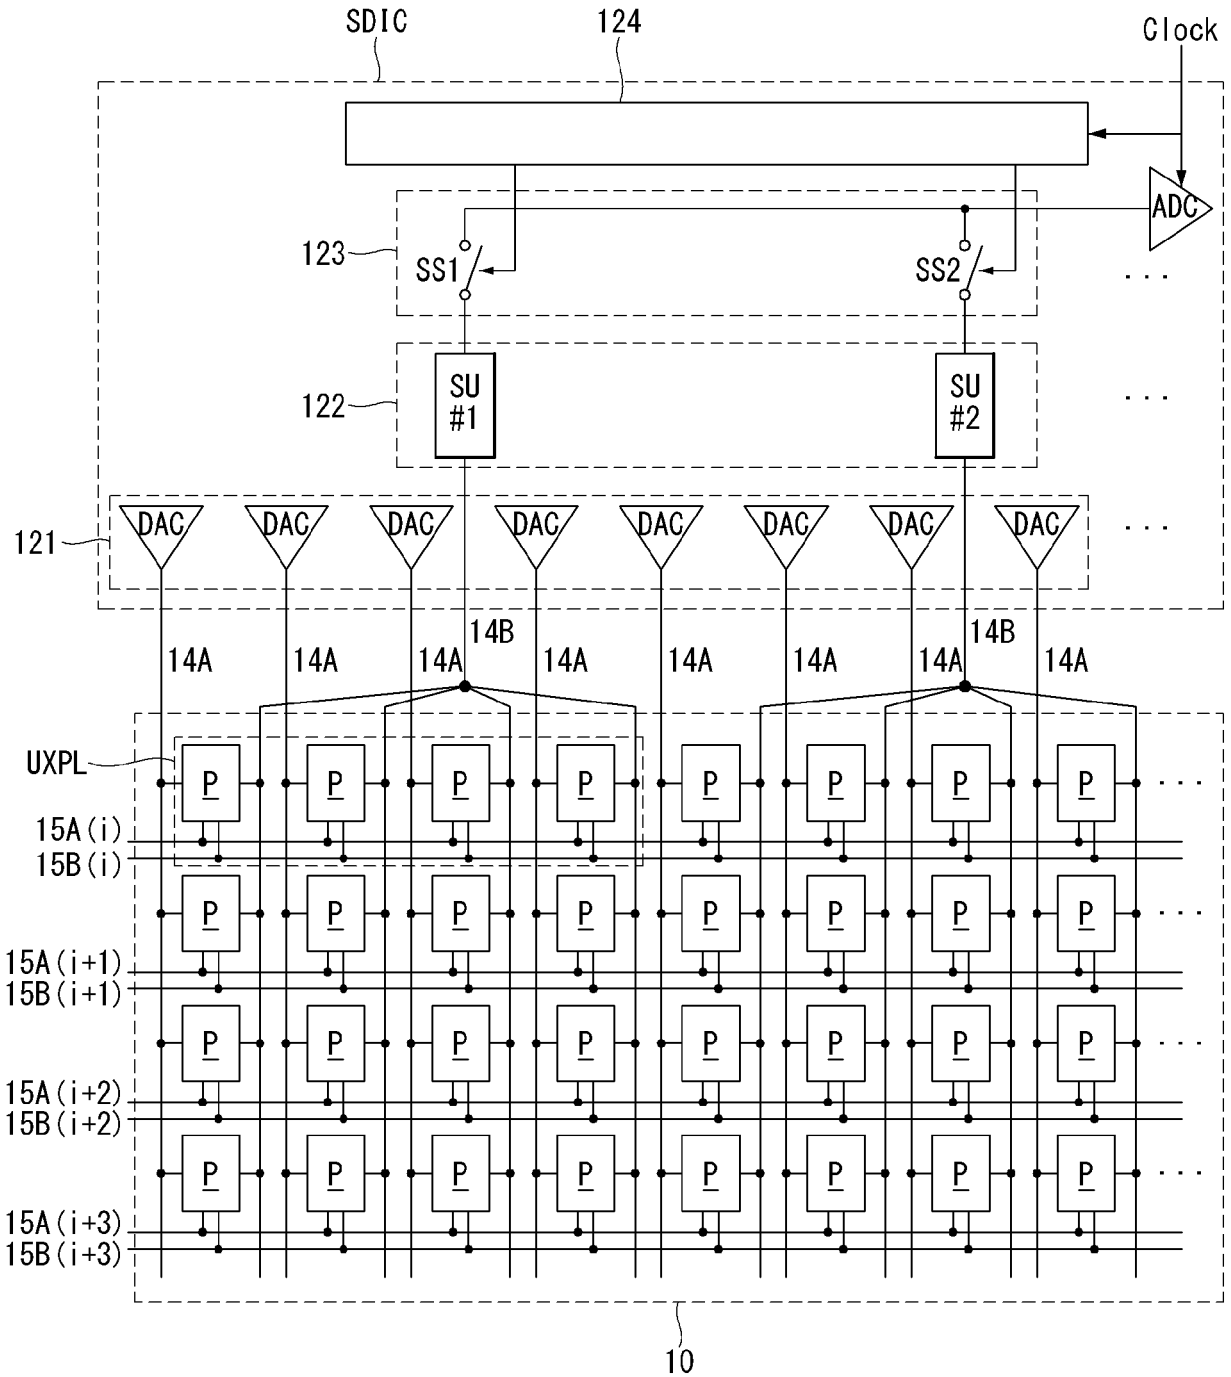 SDIC 124 Clock
ADC
123 SS1 SS2 . . .
122 SU #1 SU #2 . . .
121 DAC DAC DAC DAC DAC DAC DAC DAC . . .
14B 14B
14A 14A 14A 14A 14A 14A 14A 14A
UXPL P P P P P P P P . . .
15A(i)
15B(i)
P P P P P P P P . . .
15A(i+1)
15B(i+1)
P P P P P P P P . . .
15A(i+2)
15B(i+2)
P P P P P P P P . . .
15A(i+3)
15B(i+3)
10